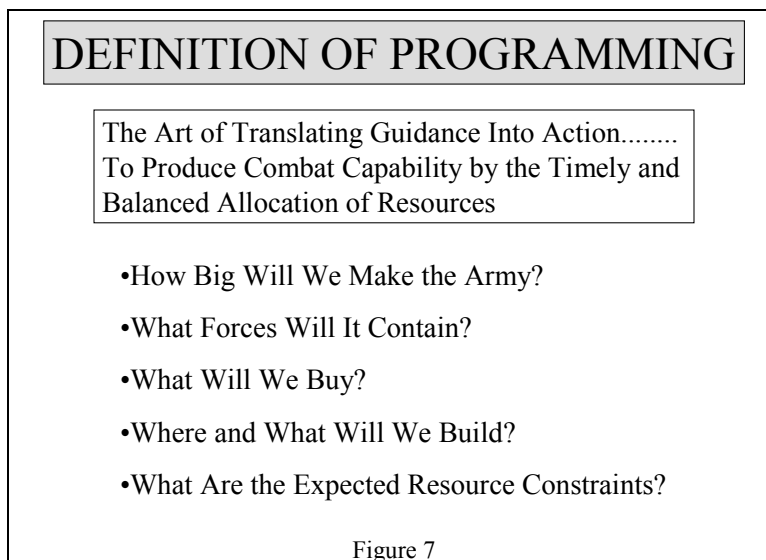 DEFINITION OF PROGRAMMING
The Art of Translating Guidance Into Action........
To Produce Combat Capability by the Timely and
Balanced Allocation of Resources
•How Big Will We Make the Army?
•What Forces Will It Contain?
•What Will We Buy?
•Where and What Will We Build?
•What Are the Expected Resource Constraints?
Figure 7